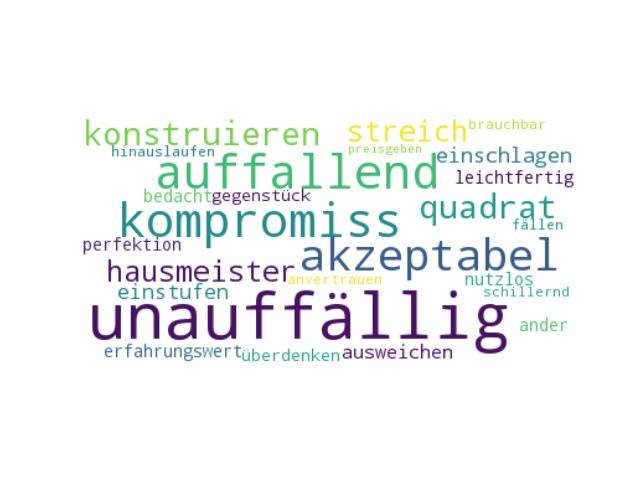 brauchbar
konstruieren streich
preisgeben
hinauslaufen einschlagen
auffallend leichtfertig
bedacht gegenstück
quadrat
kompromiss fällen
perfektion akzeptabel
hausmeister
anvertrauen nutzlos
einstufen schillernd
unauffällig ander
erfahrungswert überdenken ausweichen